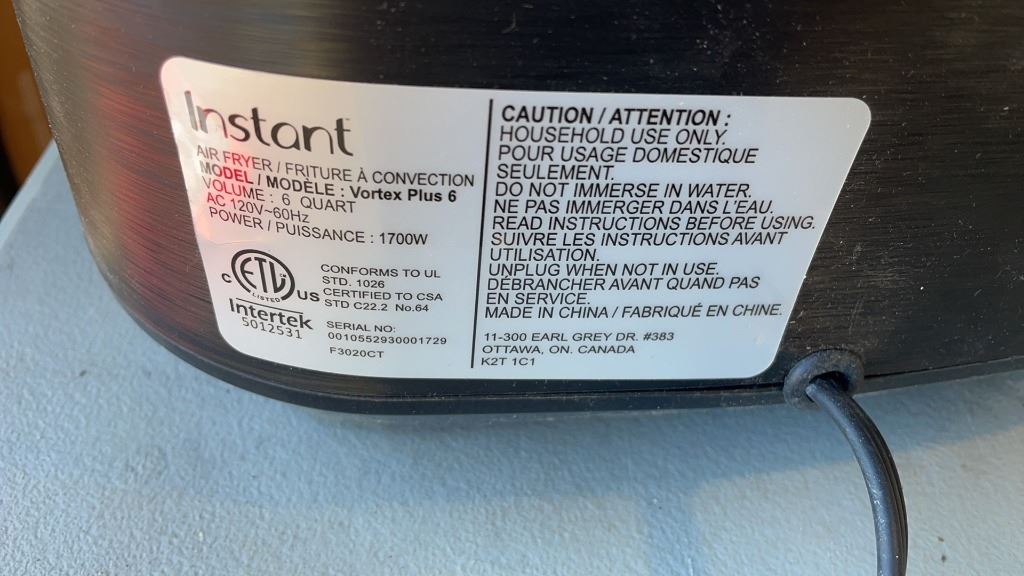 Instant
AIR FRYER / FRITURE À CONVECTION
MODEL / MODÈLE : Vortex Plus 6
VOLUME : 6 QUART
AC 120V~60Hz
POWER / PUISSANCE : 1700W
C ETL CM US
LISTED
Intertek
5012531
CONFORMS TO UL
STD. 1026
CERTIFIED TO CSA
STD C22.2 No.64
SERIAL NO:
0010552930001729
F3020CT
CAUTION / ATTENTION :
HOUSEHOLD USE ONLY.
POUR USAGE DOMESTIQUE
SEULEMENT.
DO NOT IMMERSE IN WATER.
NE PAS IMMERGER DANS L'EAU.
READ INSTRUCTIONS BEFORE USING.
SUIVRE LES INSTRUCTIONS AVANT
UTILISATION.
UNPLUG WHEN NOT IN USE.
DÉBRANCHER AVANT QUAND PAS
EN SERVICE.
MADE IN CHINA / FABRIQUÉ EN CHINE.
11-300 EARL GREY DR. #383
OTTAWA, ON. CANADA
K2T 1C1